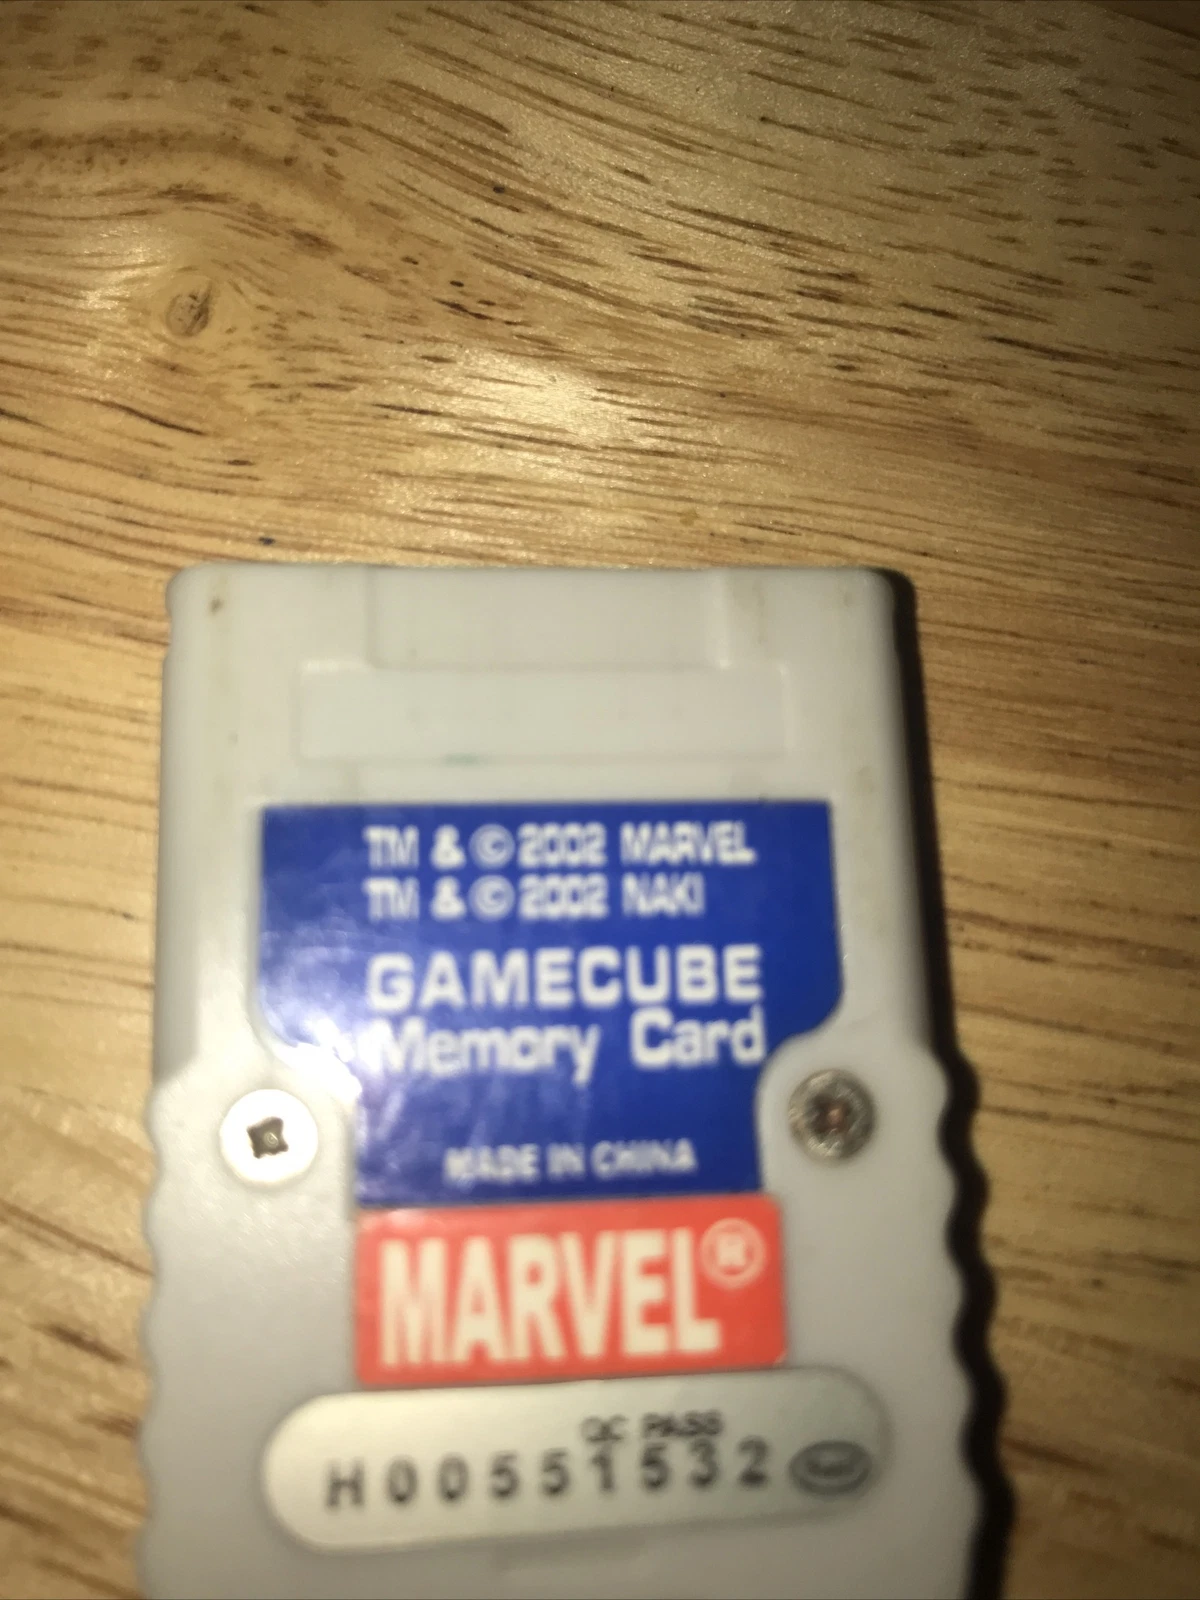 TM & © 2002 MARVEL
TM & © 2002 NAKI
GAMECUBE
Memory Card
MADE IN CHINA
MARVEL®
QC PASS
H00551532